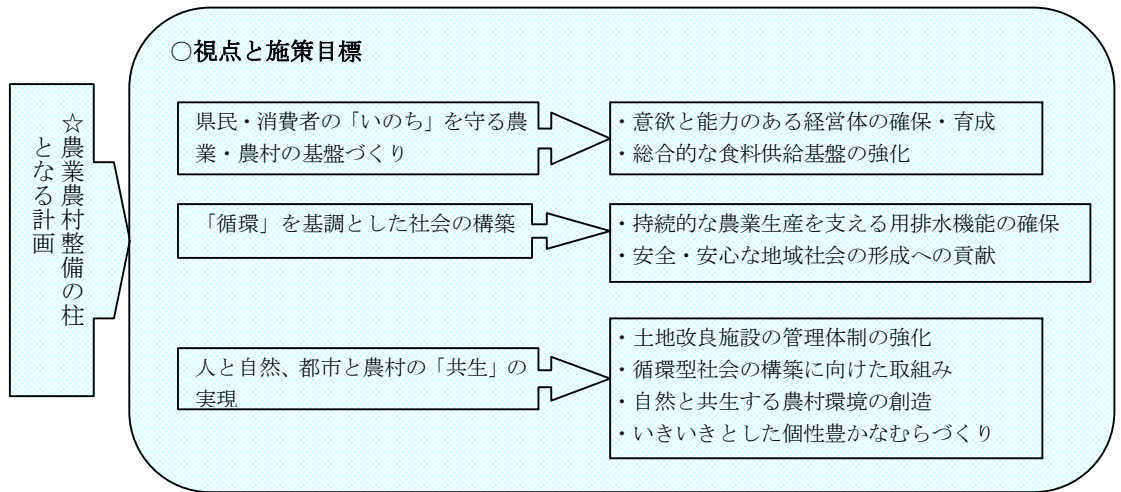 ○視点と施策目標
☆農業農村整備の柱
となる計画
県民・消費者の「いのち」を守る農
業・農村の基盤づくり
・意欲と能力のある経営体の確保・育成
・総合的な食料供給基盤の強化
「循環」を基調とした社会の構築
・持続的な農業生産を支える用排水機能の確保
・安全・安心な地域社会の形成への貢献
人と自然、都市と農村の「共生」の
実現
・土地改良施設の管理体制の強化
・循環型社会の構築に向けた取組み
・自然と共生する農村環境の創造
・いきいきとした個性豊かなむらづくり